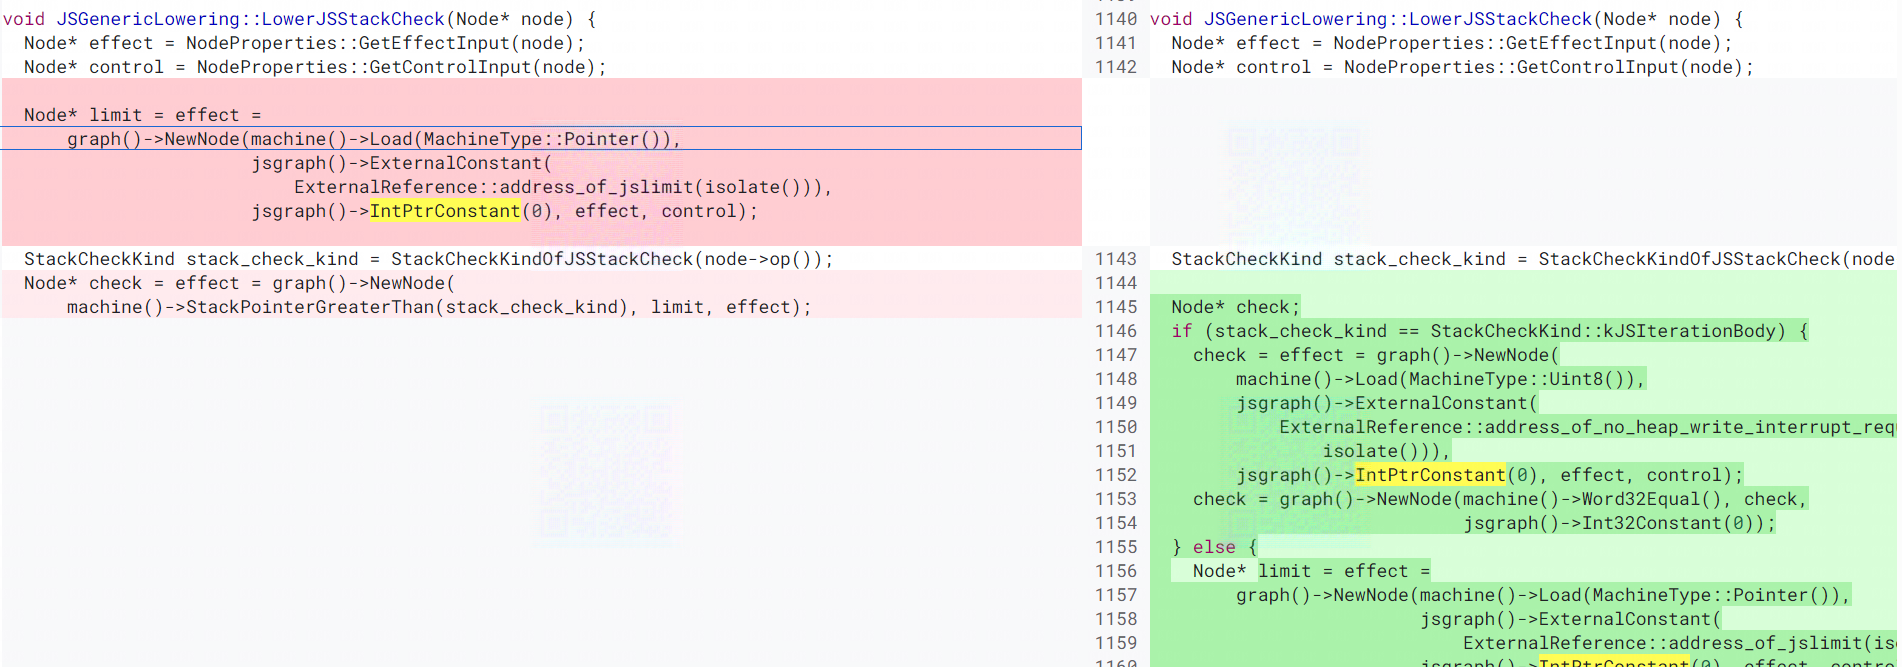 void JSGenericLowering::LowerJSStackCheck(Node* node) {
  Node* effect = NodeProperties::GetEffectInput(node);
  Node* control = NodeProperties::GetControlInput(node);
  Node* limit = effect =
      graph()->NewNode(machine()->Load(MachineType::Pointer()),
                       jsgraph()->ExternalConstant(
                           ExternalReference::address_of_jslimit(isolate())),
                       jsgraph()->IntPtrConstant(0), effect, control);
  StackCheckKind stack_check_kind = StackCheckKindOfJSStackCheck(node->op());
  Node* check = effect = graph()->NewNode(
      machine()->StackPointerGreaterThan(stack_check_kind), limit, effect);
1140 void JSGenericLowering::LowerJSStackCheck(Node* node) {
1141   Node* effect = NodeProperties::GetEffectInput(node);
1142   Node* control = NodeProperties::GetControlInput(node);
1143   StackCheckKind stack_check_kind = StackCheckKindOfJSStackCheck(node
1144
1145   Node* check;
1146   if (stack_check_kind == StackCheckKind::kJSIterationBody) {
1147     check = effect = graph()->NewNode(
1148         machine()->Load(MachineType::Uint8()),
1149         jsgraph()->ExternalConstant(
1150             ExternalReference::address_of_no_heap_write_interrupt_req
1151                 isolate())),
1152         jsgraph()->IntPtrConstant(0), effect, control);
1153     check = graph()->NewNode(machine()->Word32Equal(), check,
1154                              jsgraph()->Int32Constant(0));
1155   } else {
1156     Node* limit = effect =
1157         graph()->NewNode(machine()->Load(MachineType::Pointer()),
1158                          jsgraph()->ExternalConstant(
1159                              ExternalReference::address_of_jslimit(is
1160                          jsgraph()->IntPtrConstant(0), effect,